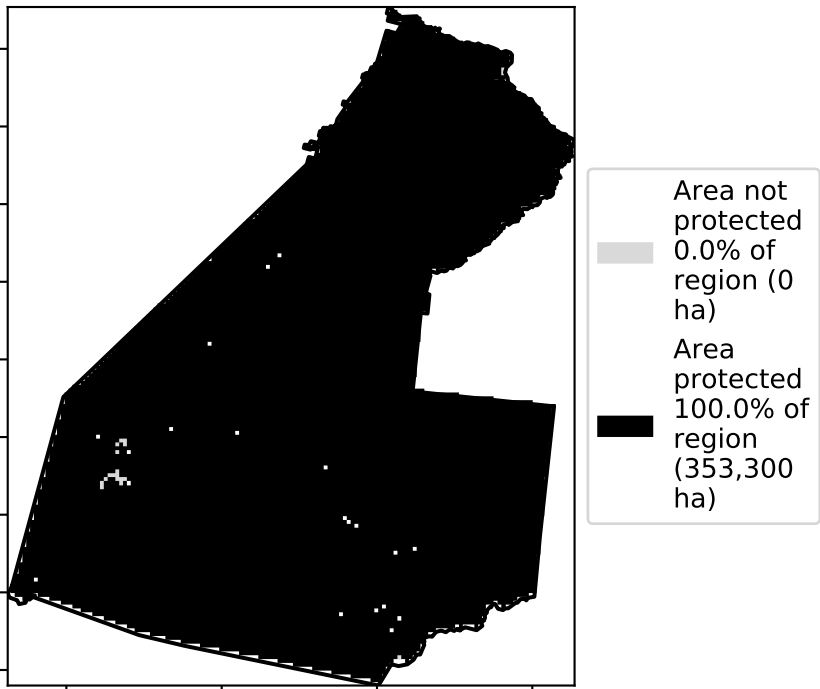 Area not
protected
0.0% of
region (0
ha)
Area
protected
100.0% of
region
(353,300
ha)